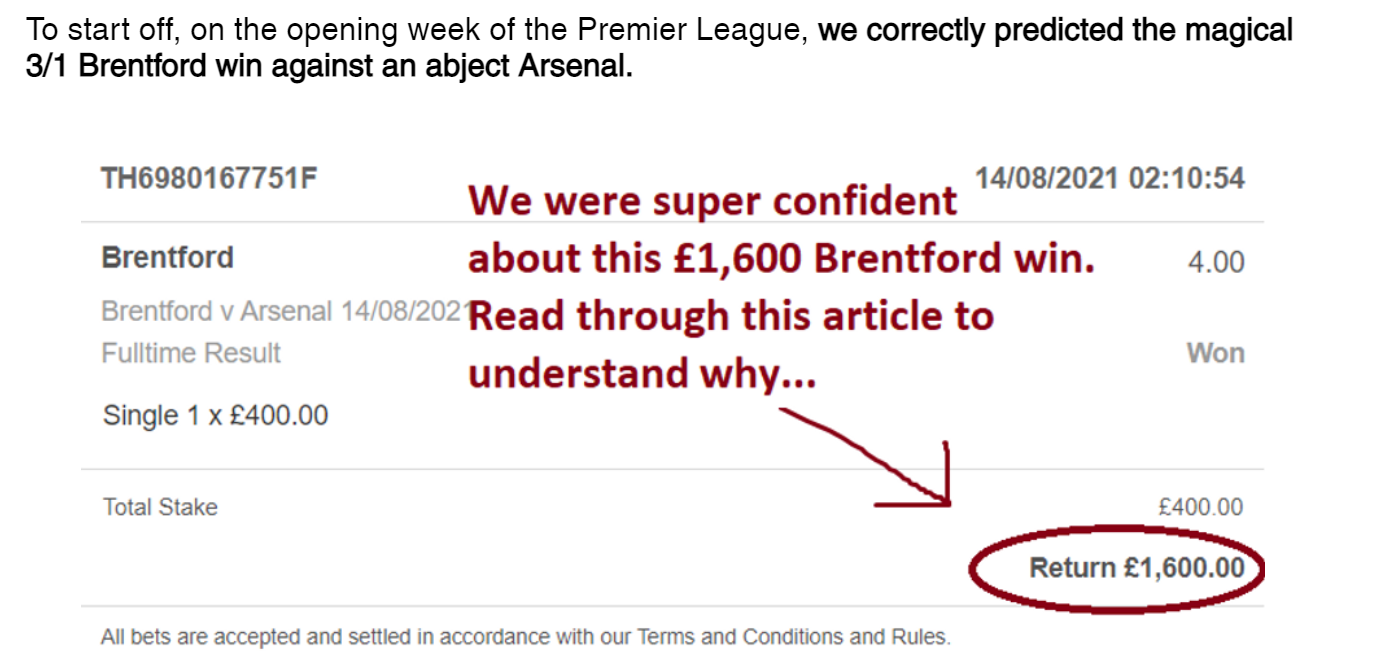 To start off, on the opening week of the Premier League, we correctly predicted the magical
3/1 Brentford win against an abject Arsenal.
TH6980167751F
14/08/2021 02:10:54
We were super confident
about this £1,600 Brentford win.
Read through this article to
understand why...
Brentford
4.00
Brentford v Arsenal 14/08/2021
Fulltime Result
Won
Single 1 x £400.00
Total Stake
£400.00
Return £1,600.00
All bets are accepted and settled in accordance with our Terms and Conditions and Rules.